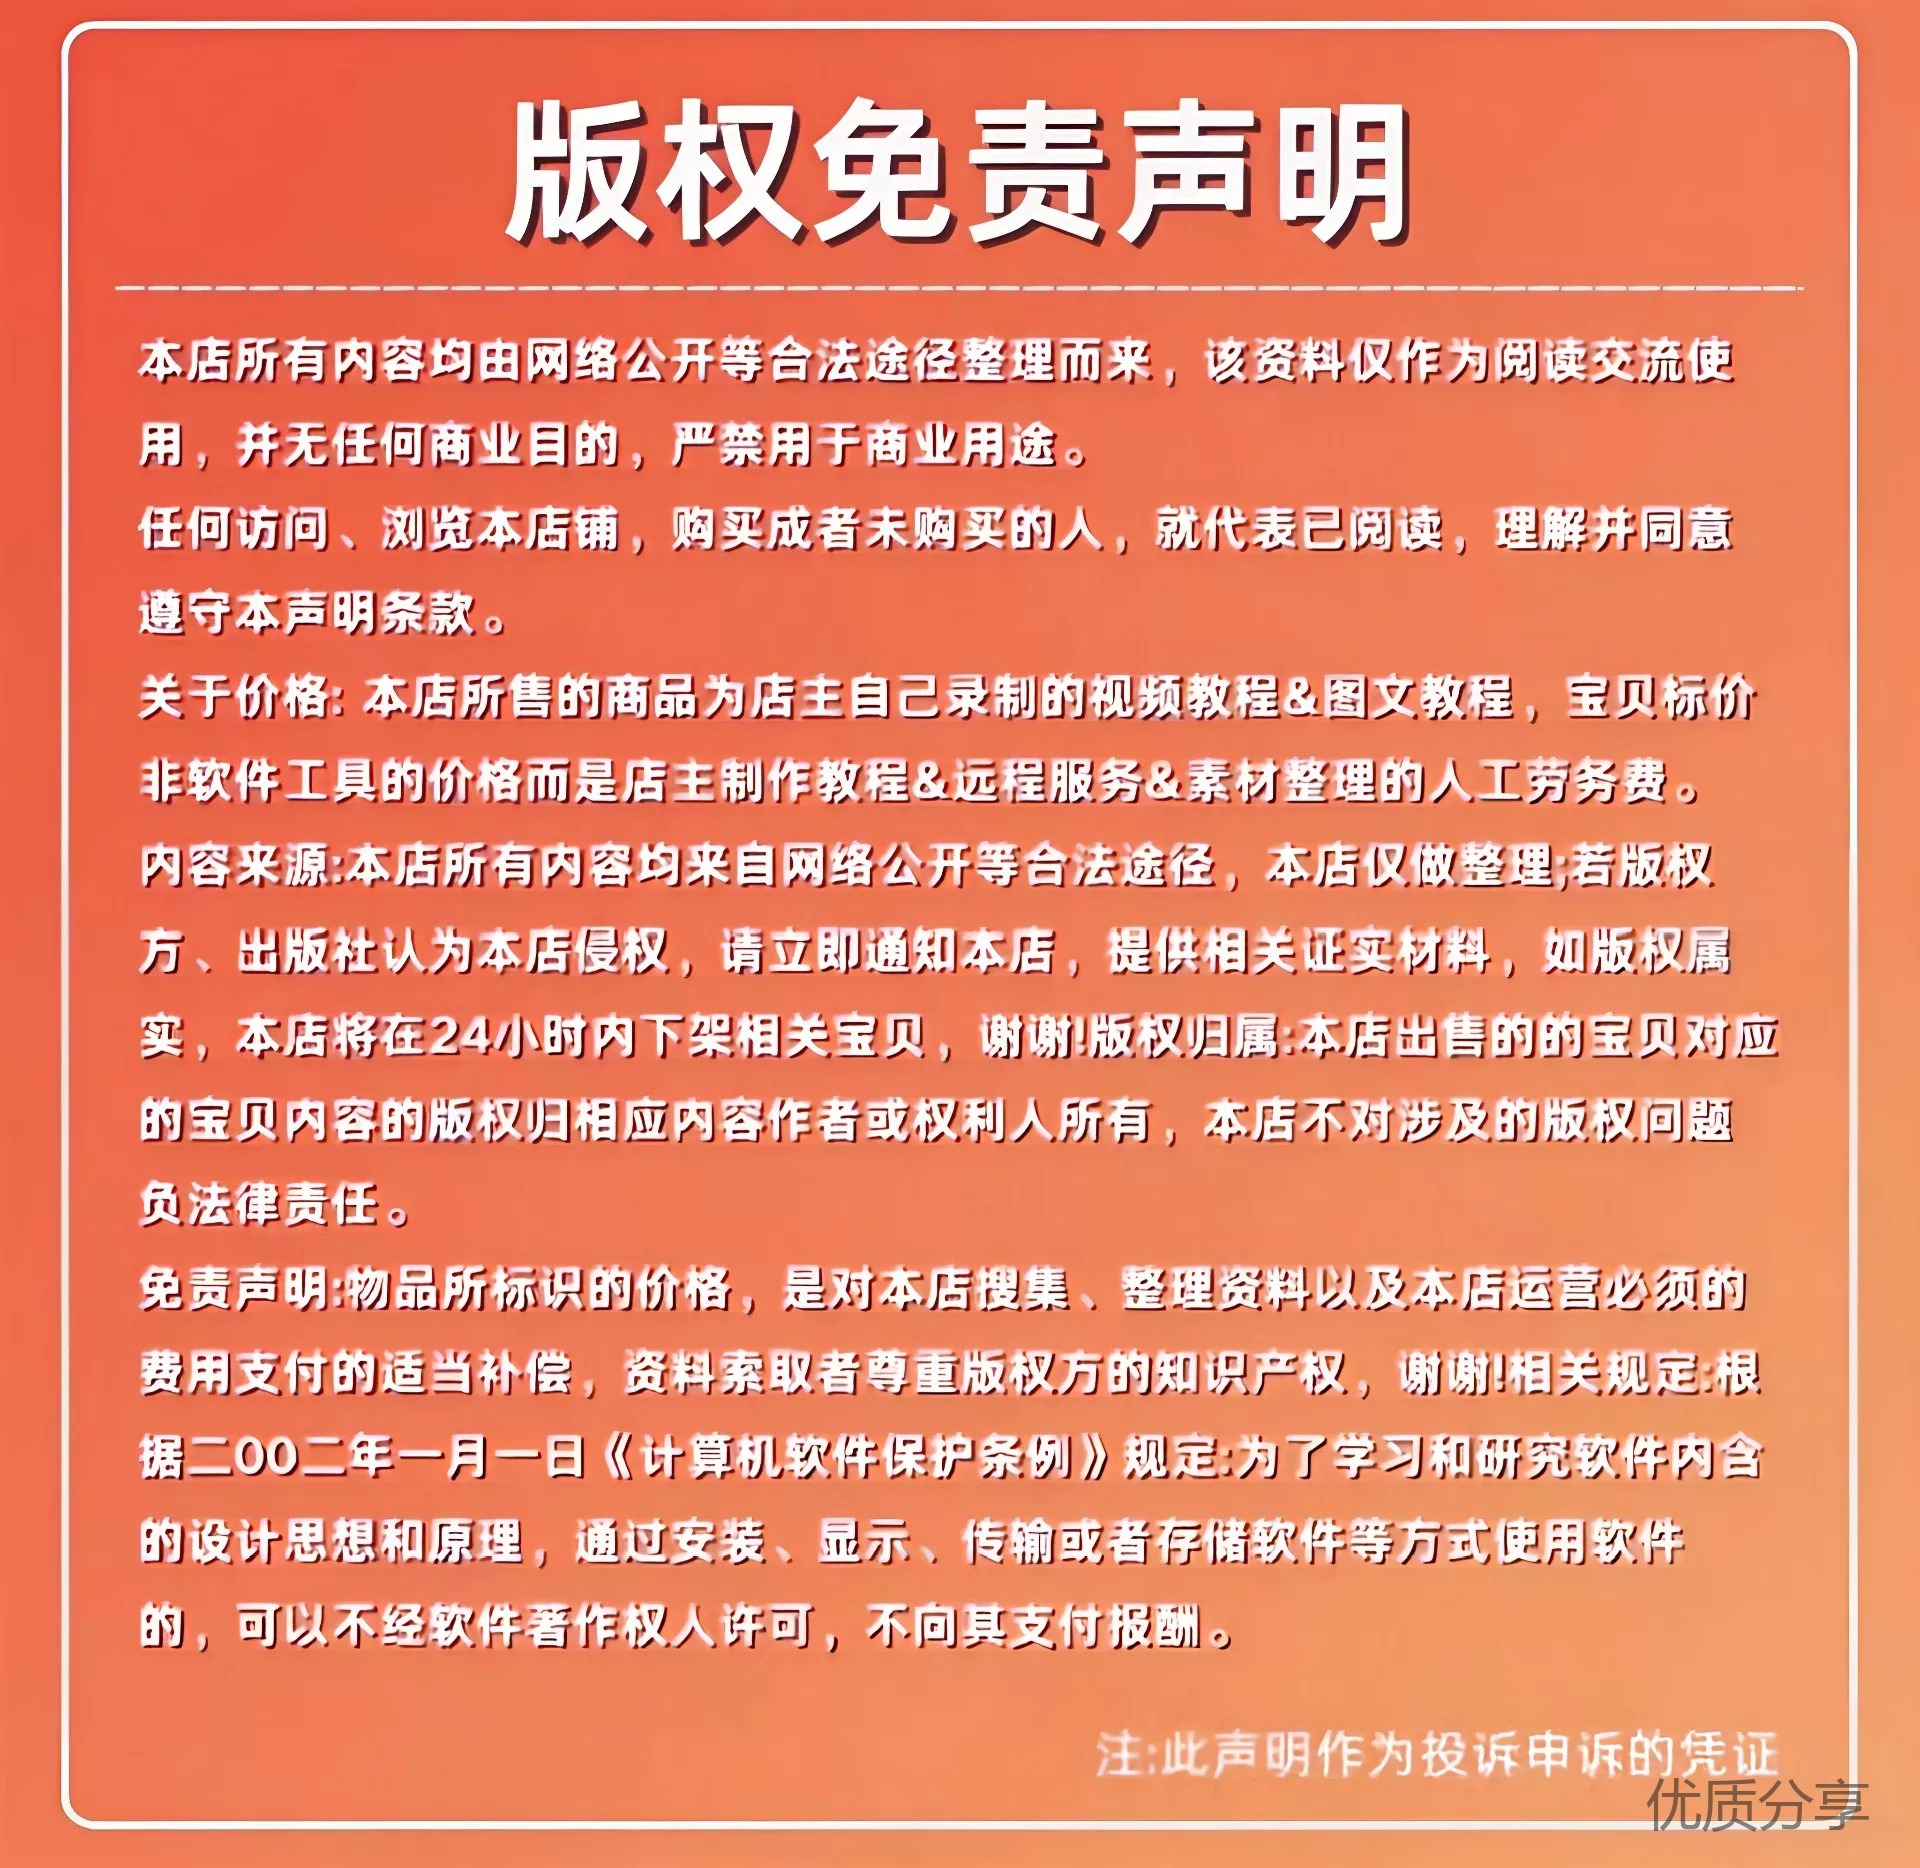 版权免责声明
本店所有内容均由网络公开等合法途径整理而来，该资料仅作为阅读交流使
用，并无任何商业目的，严禁用于商业用途。
任何访问、浏览本店铺，购买成者未购买的人，就代表已阅读，理解并同意
遵守本声明条款。
关于价格: 本店所售的商品为店主自己录制的视频教程&图文教程，宝贝标价
非软件工具的价格而是店主制作教程&远程服务&素材整理的人工劳务费。
内容来源:本店所有内容均来自网络公开等合法途径，本店仅做整理;若版权
方、出版社认为本店侵权，请立即通知本店，提供相关证实材料，如版权属
实，本店将在24小时内下架相关宝贝，谢谢!版权归属:本店出售的的宝贝对应
的宝贝内容的版权归相应内容作者或权利人所有，本店不对涉及的版权问题
负法律责任。
免责声明:物品所标识的价格，是对本店搜集、整理资料以及本店运营必须的
费用支付的适当补偿，资料索取者尊重版权方的知识产权，谢谢!相关规定:根
据二00二年一月一日《计算机软件保护条例》规定:为了学习和研究软件内含
的设计思想和原理，通过安装、显示、传输或者存储软件等方式使用软件
的，可以不经软件著作权人许可，不向其支付报酬。
注:此声明作为投诉申诉的凭证
优质分享